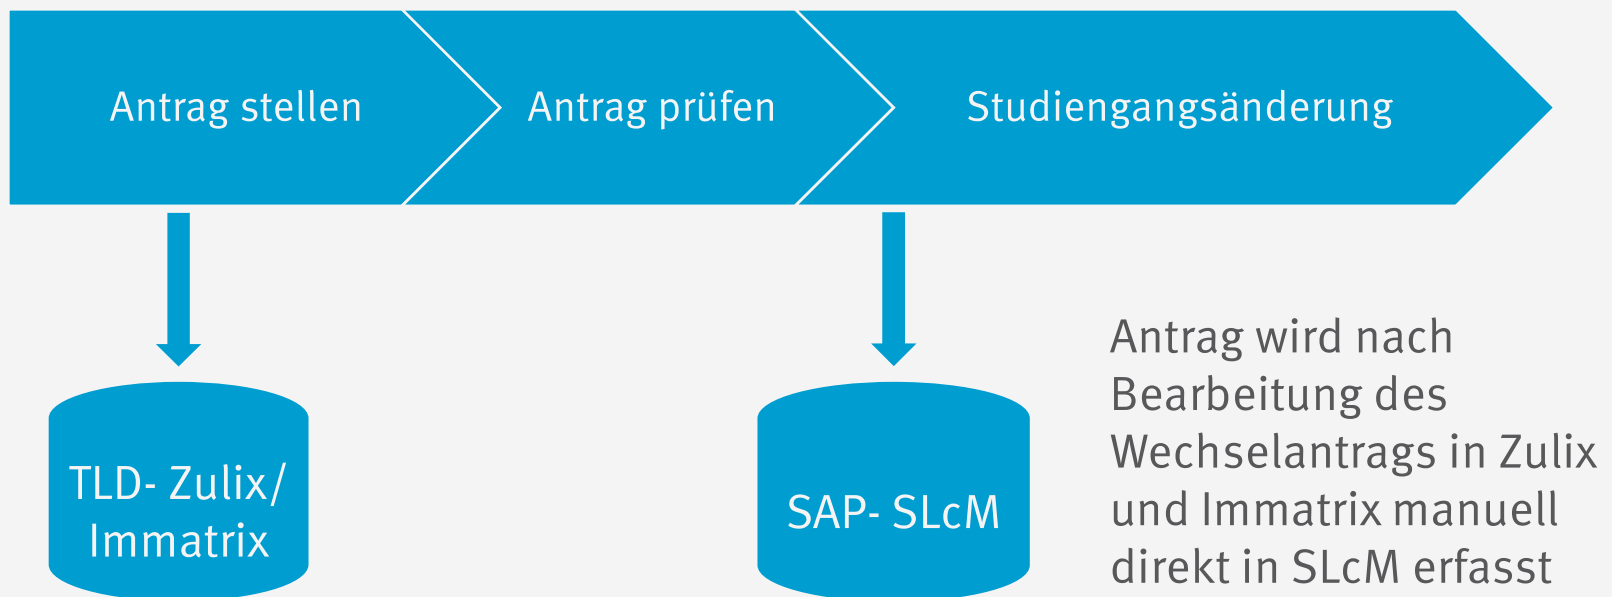 Antrag stellen
Antrag prüfen
Studiengangsänderung
TLD- Zulix/
Immatrix
SAP- SLcM
Antrag wird nach
Bearbeitung des
Wechselantrags in Zulix
und Immatrix manuell
direkt in SLcM erfasst